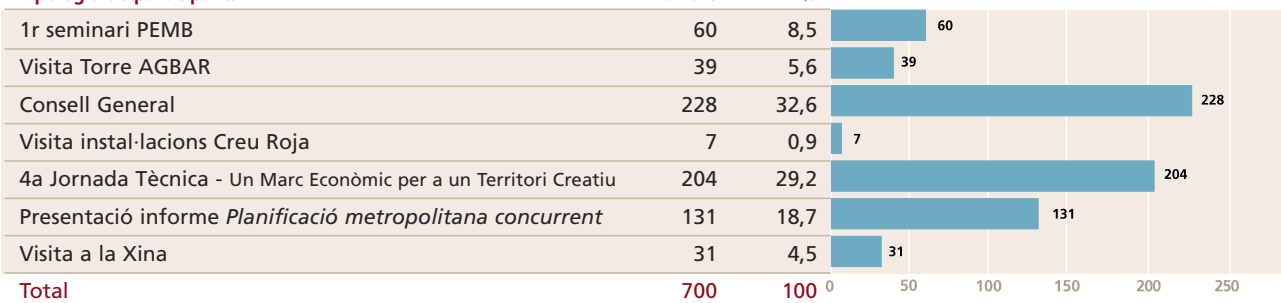 1r seminari PEMB 60 8,5 60
Visita Torre AGBAR 39 5,6 39
Consell General 228 32,6 228
Visita instal·lacions Creu Roja 7 0,9 7
4a Jornada Tècnica - Un Marc Econòmic per a un Territori Creatiu 204 29,2 204
Presentació informe Planificació metropolitana concurrent 131 18,7 131
Visita a la Xina 31 4,5 31
Total 700 100 0 50 100 150 200 250